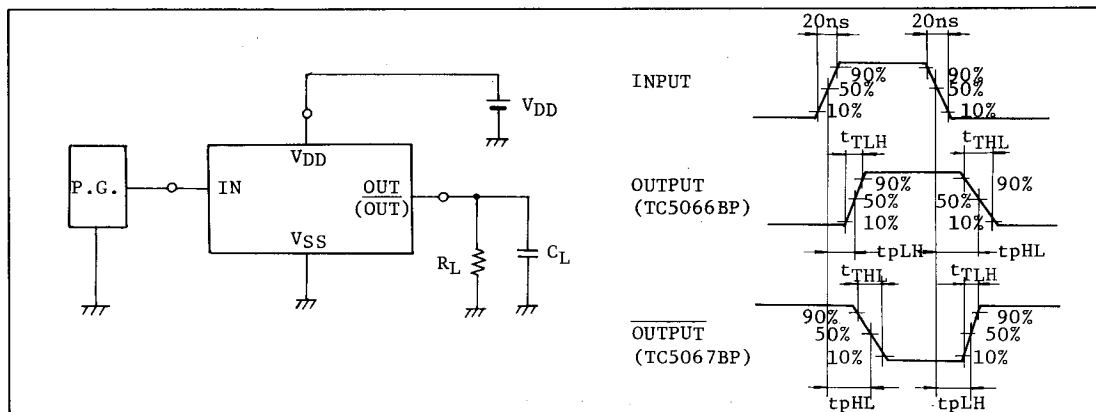 P.G.
IN
VDD
VSS
OUT
(OUT)
VDD
RL
CL
20ns
20ns
INPUT
90%
50%
10%
90%
50%
10%
tTLH
tTHL
OUTPUT
(TC5066BP)
90%
50%
10%
50%
90%
10%
tpLH
tpHL
tTHL
tTLH
OUTPUT
(TC5067BP)
90%
50%
10%
90%
50%
10%
tpHL
tpLH